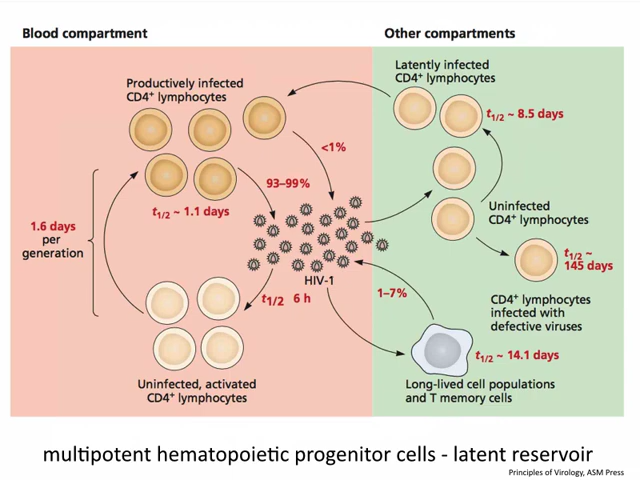 Blood compartment
Other compartments
Productively infected
CD4+ lymphocytes
Latently infected
CD4+ lymphocytes
t1/2 ~ 8.5 days
<1%
93–99%
t1/2 ~ 1.1 days
1.6 days
per
generation
Uninfected
CD4+ lymphocytes
t1/2 ~
145 days
HIV-1
t1/2 6 h
1–7%
CD4+ lymphocytes
infected with
defective viruses
t1/2 ~ 14.1 days
Uninfected, activated
CD4+ lymphocytes
Long-lived cell populations
and T memory cells
multipotent hematopoietic progenitor cells - latent reservoir
Principles of Virology, ASM Press